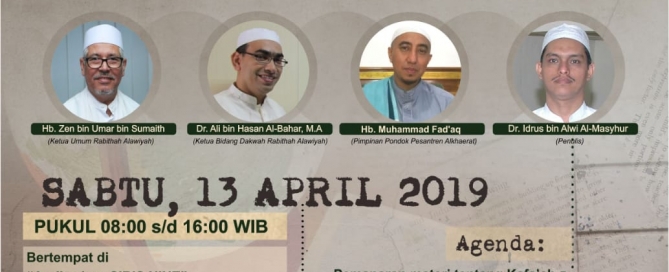 Hb. Zen bin Umar bin Sumaith
(Ketua Umum Rabithah Alawiyah)
Dr. Ali bin Hasan Al-Bahar, M.A
(Ketua Bidang Dakwah Rabithah Alawiyah)
Hb. Muhammad Fad'aq
(Pimpinan Pondok Pesantren Alkhaerat)
Dr. Idrus bin Alwi Al-Masyhur
(Penulis)
SABTU, 13 APRIL 2019
PUKUL 08:00 s/d 16:00 WIB
Bertempat di
Agenda: